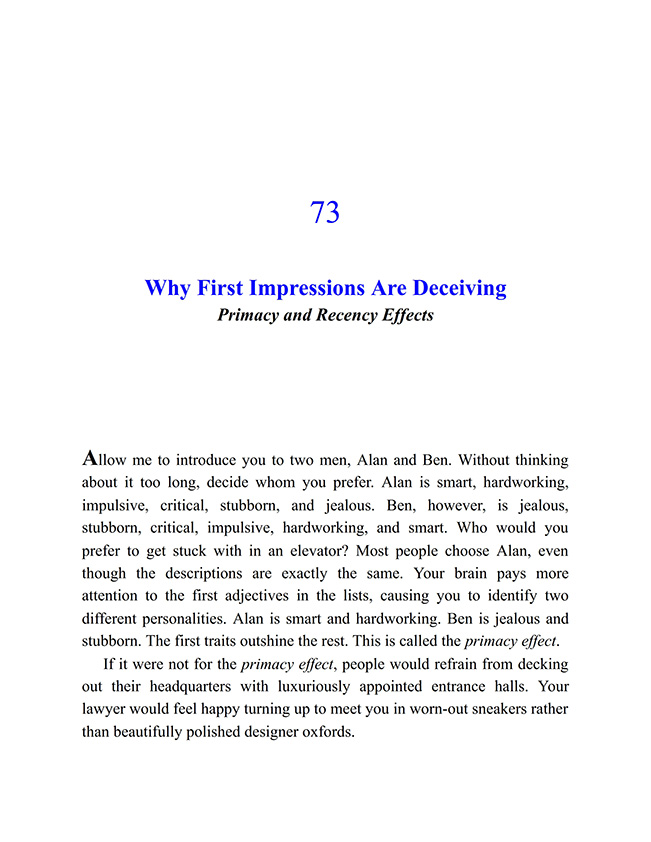 73
Why First Impressions Are Deceiving
Primacy and Recency Effects
Allow me to introduce you to two men, Alan and Ben. Without thinking
about it too long, decide whom you prefer. Alan is smart, hardworking,
impulsive, critical, stubborn, and jealous. Ben, however, is jealous,
stubborn, critical, impulsive, hardworking, and smart. Who would you
prefer to get stuck with in an elevator? Most people choose Alan, even
though the descriptions are exactly the same. Your brain pays more
attention to the first adjectives in the lists, causing you to identify two
different personalities. Alan is smart and hardworking. Ben is jealous and
stubborn. The first traits outshine the rest. This is called the primacy effect.
If it were not for the primacy effect, people would refrain from decking
out their headquarters with luxuriously appointed entrance halls. Your
lawyer would feel happy turning up to meet you in worn-out sneakers rather
than beautifully polished designer oxfords.